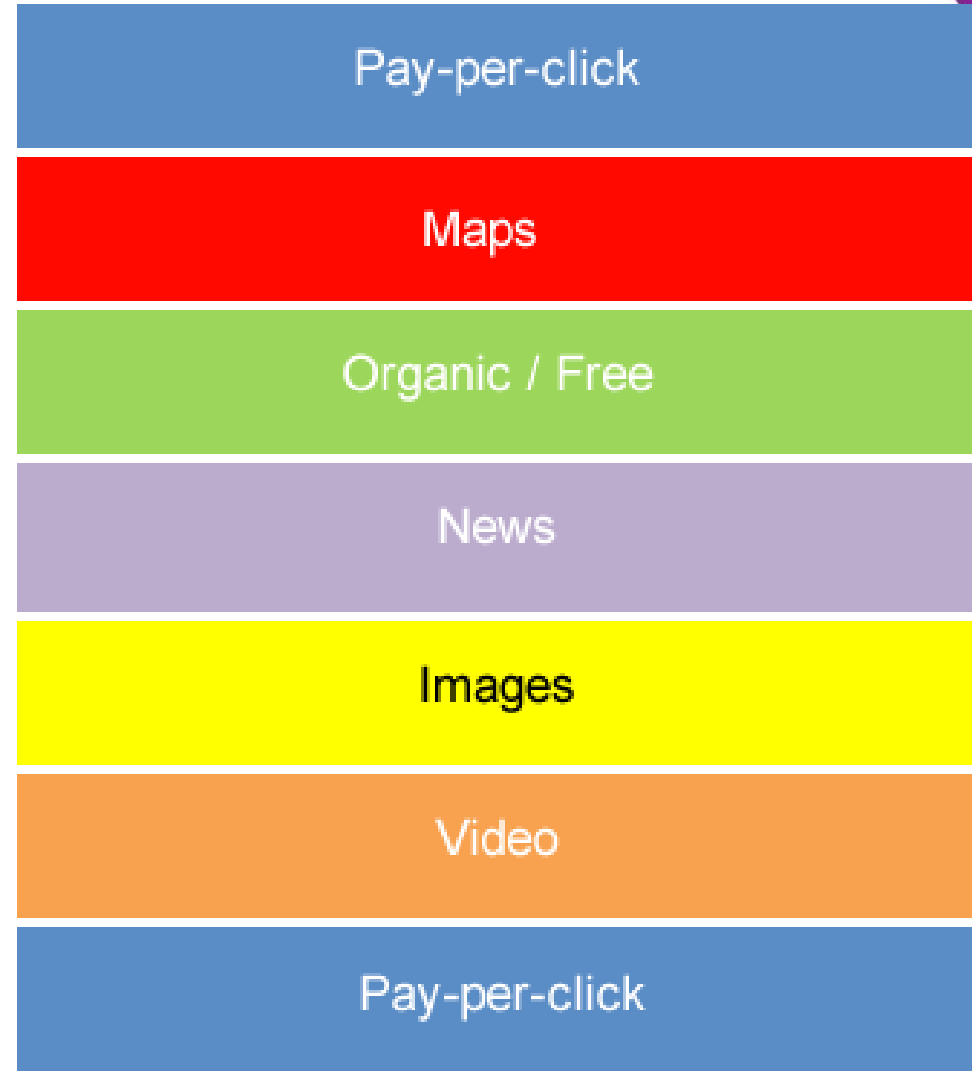 Pay-per-click
Maps
Organic / Free
News
Images
Video
Pay-per-click